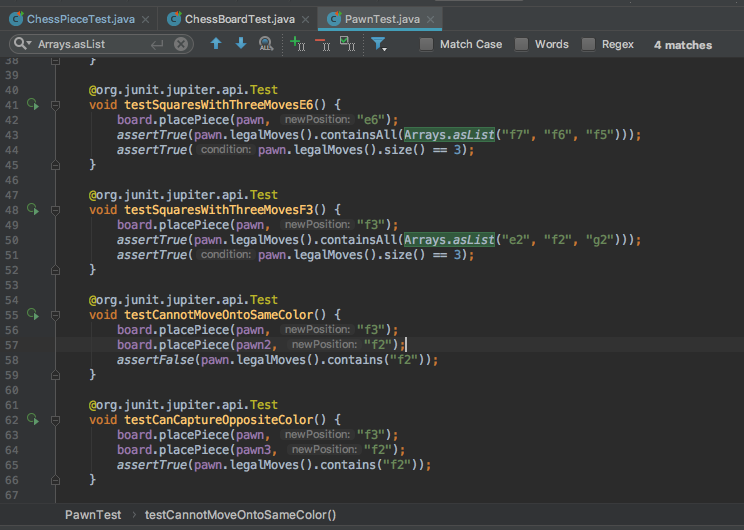 ChessPieceTest.java × ChessBoardTest.java × PawnTest.java ×
Arrays.asList Match Case Words Regex 4 matches
38 }
39
40 @org.junit.jupiter.api.Test
41 void testSquaresWithThreeMovesE6() {
42 board.placePiece(pawn, newPosition: "e6");
43 assertTrue(pawn.legalMoves().containsAll(Arrays.asList("f7", "f6", "f5")));
44 assertTrue( condition: pawn.legalMoves().size() == 3);
45 }
46
47 @org.junit.jupiter.api.Test
48 void testSquaresWithThreeMovesF3() {
49 board.placePiece(pawn, newPosition: "f3");
50 assertTrue(pawn.legalMoves().containsAll(Arrays.asList("e2", "f2", "g2")));
51 assertTrue( condition: pawn.legalMoves().size() == 3);
52 }
53
54 @org.junit.jupiter.api.Test
55 void testCannotMoveOntoSameColor() {
56 board.placePiece(pawn, newPosition: "f3");
57 board.placePiece(pawn2, newPosition: "f2");
58 assertFalse(pawn.legalMoves().contains("f2"));
59 }
60
61 @org.junit.jupiter.api.Test
62 void testCanCaptureOppositeColor() {
63 board.placePiece(pawn, newPosition: "f3");
64 board.placePiece(pawn3, newPosition: "f2");
65 assertTrue(pawn.legalMoves().contains("f2"));
66 }
67
PawnTest › testCannotMoveOntoSameColor()